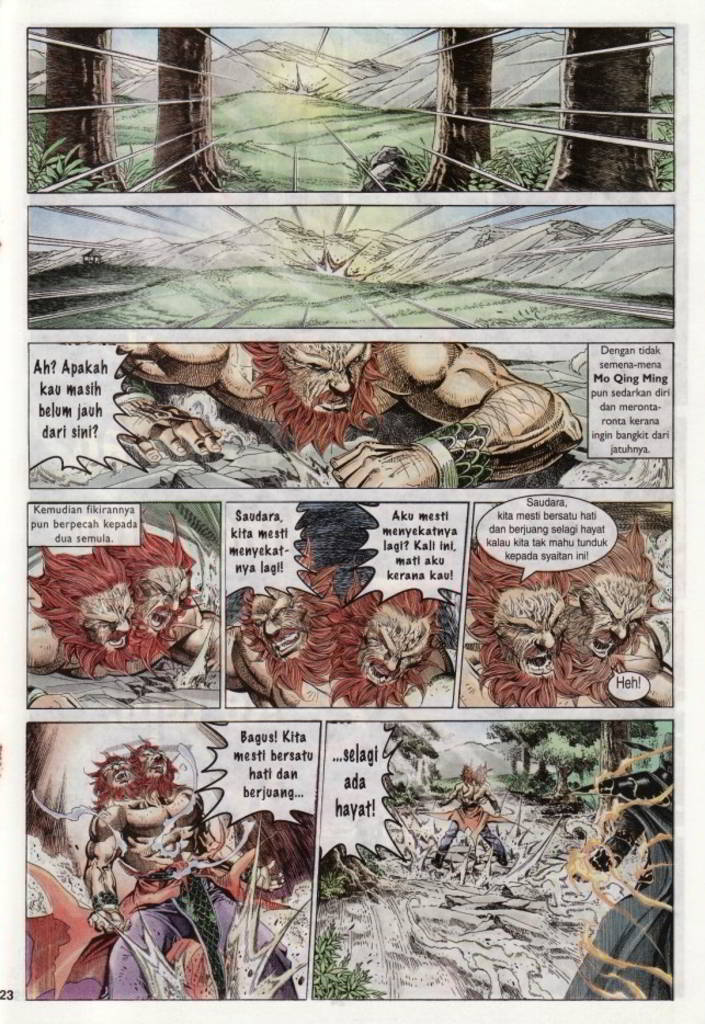 Ah? Apakah
kau masih
belum jauh
dari sini?
Dengan tidak
semena-mena
Mo Qing Ming
pun sedarkan diri
dan meronta-
ronta kerana
ingin bangkit dari
jatuhnya.
Kemudian fikirannya
pun berpecah kepada
dua semula.
Saudara,
kita mesti
menyekat-
nya lagi!
Aku mesti
menyekatnya
lagi? Kali ini,
mati aku
kerana kau!
Saudara,
kita mesti bersatu hati
dan berjuang selagi hayat
kalau kita tak mahu tunduk
kepada syaitan ini!
Heh!
Bagus! Kita
mesti bersatu
hati dan
berjuang...
...selagi
ada
hayat!
23